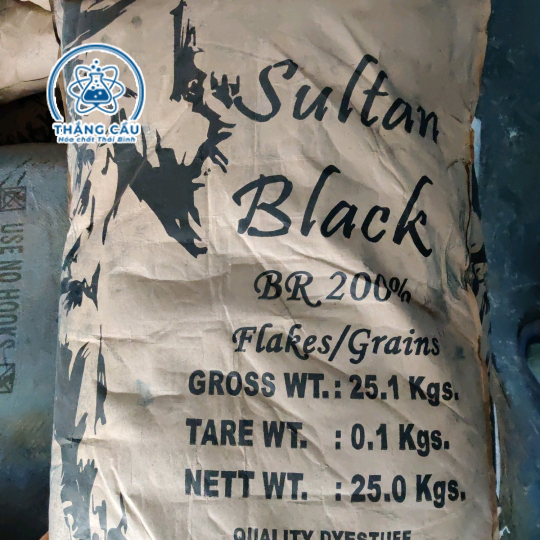 THẮNG CẦU
Hóa chất Thái Bình
Sultan
Black
BR 200%
Flakes/Grains
GROSS WT. : 25.1 Kgs.
TARE WT. : 0.1 Kgs.
NETT WT. : 25.0 Kgs.
QUALITY DYESTUFF
USE NO HOOKS